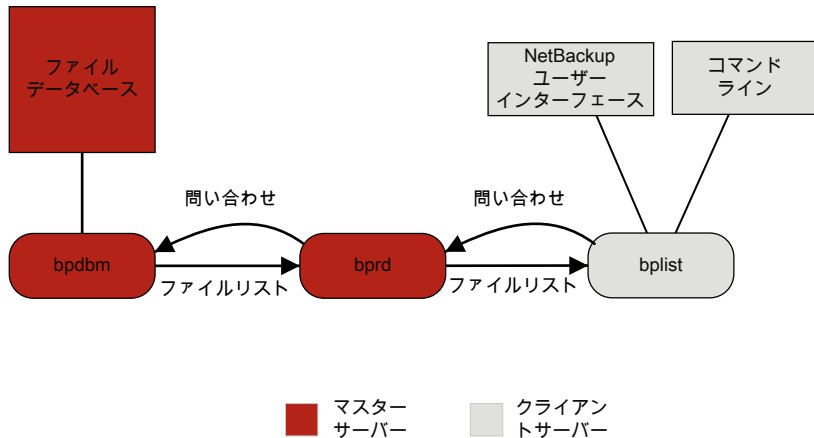 ファイル
データベース
NetBackup
ユーザー
インターフェース
コマンド
ライン
問い合わせ
問い合わせ
bpdbm
bprd
bplist
ファイルリスト
ファイルリスト
マスター
サーバー
クライアン
トサーバー